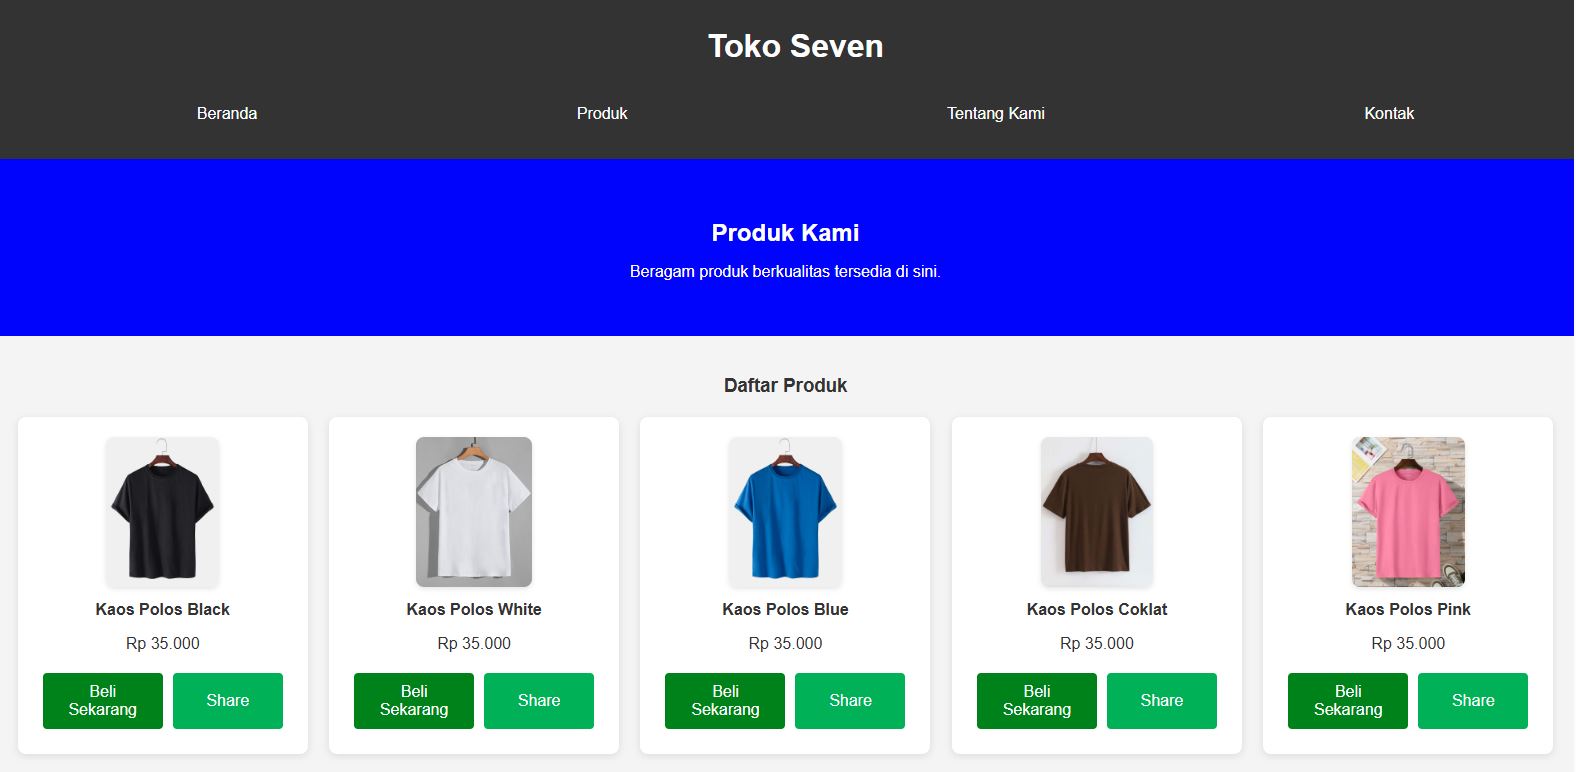 Toko Seven
Beranda Produk Tentang Kami Kontak
Produk Kami
Beragam produk berkualitas tersedia di sini.
Daftar Produk
Kaos Polos Black
Rp 35.000
Beli
Sekarang
Share
Kaos Polos White
Rp 35.000
Beli
Sekarang
Share
Kaos Polos Blue
Rp 35.000
Beli
Sekarang
Share
Kaos Polos Coklat
Rp 35.000
Beli
Sekarang
Share
Kaos Polos Pink
Rp 35.000
Beli
Sekarang
Share